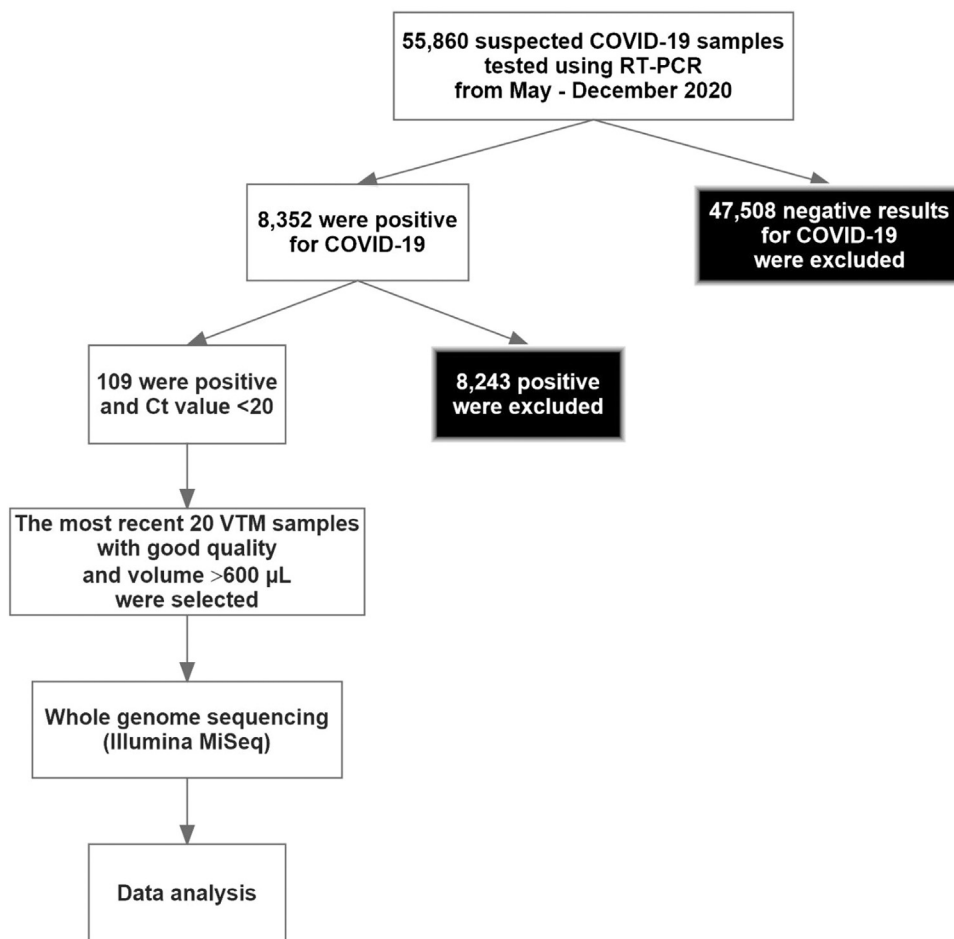 55,860 suspected COVID-19 samples
tested using RT-PCR
from May - December 2020
8,352 were positive
for COVID-19
47,508 negative results
for COVID-19
were excluded
109 were positive
and Ct value <20
8,243 positive
were excluded
The most recent 20 VTM samples
with good quality
and volume >600 µL
were selected
Whole genome sequencing
(Illumina MiSeq)
Data analysis